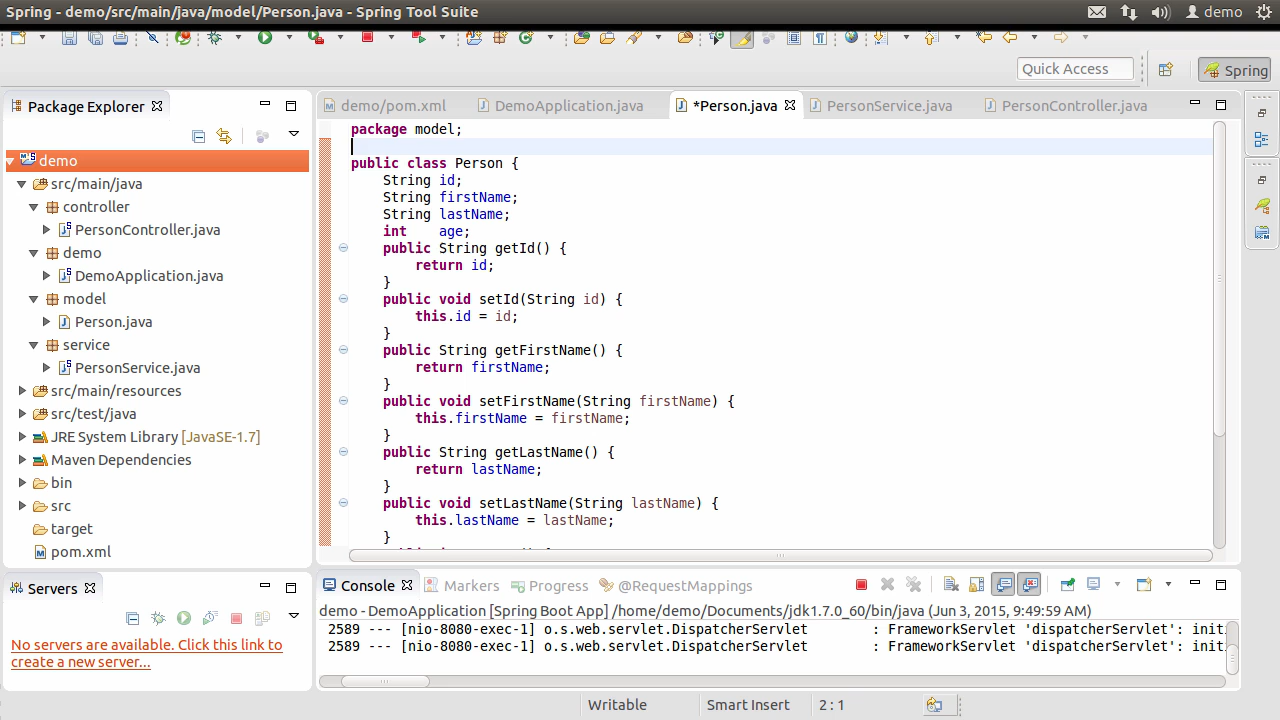 Spring - demo/src/main/java/model/Person.java - Spring Tool Suite
demo
Quick Access
Spring
Package Explorer
demo
src/main/java
controller
PersonController.java
demo
DemoApplication.java
model
Person.java
service
PersonService.java
src/main/resources
src/test/java
JRE System Library [JavaSE-1.7]
Maven Dependencies
bin
src
target
pom.xml
demo/pom.xml
DemoApplication.java
*Person.java
PersonService.java
PersonController.java
package model;
public class Person {
String id;
String firstName;
String lastName;
int age;
public String getId() {
return id;
}
public void setId(String id) {
this.id = id;
}
public String getFirstName() {
return firstName;
}
public void setFirstName(String firstName) {
this.firstName = firstName;
}
public String getLastName() {
return lastName;
}
public void setLastName(String lastName) {
this.lastName = lastName;
}
Servers
No servers are available. Click this link to
create a new server...
Console
Markers
Progress
@RequestMappings
demo - DemoApplication [Spring Boot App] /home/demo/Documents/jdk1.7.0_60/bin/java (Jun 3, 2015, 9:49:59 AM)
2589 --- [nio-8080-exec-1] o.s.web.servlet.DispatcherServlet : FrameworkServlet 'dispatcherServlet': initi
2589 --- [nio-8080-exec-1] o.s.web.servlet.DispatcherServlet : FrameworkServlet 'dispatcherServlet': initi
Writable
Smart Insert
2 : 1